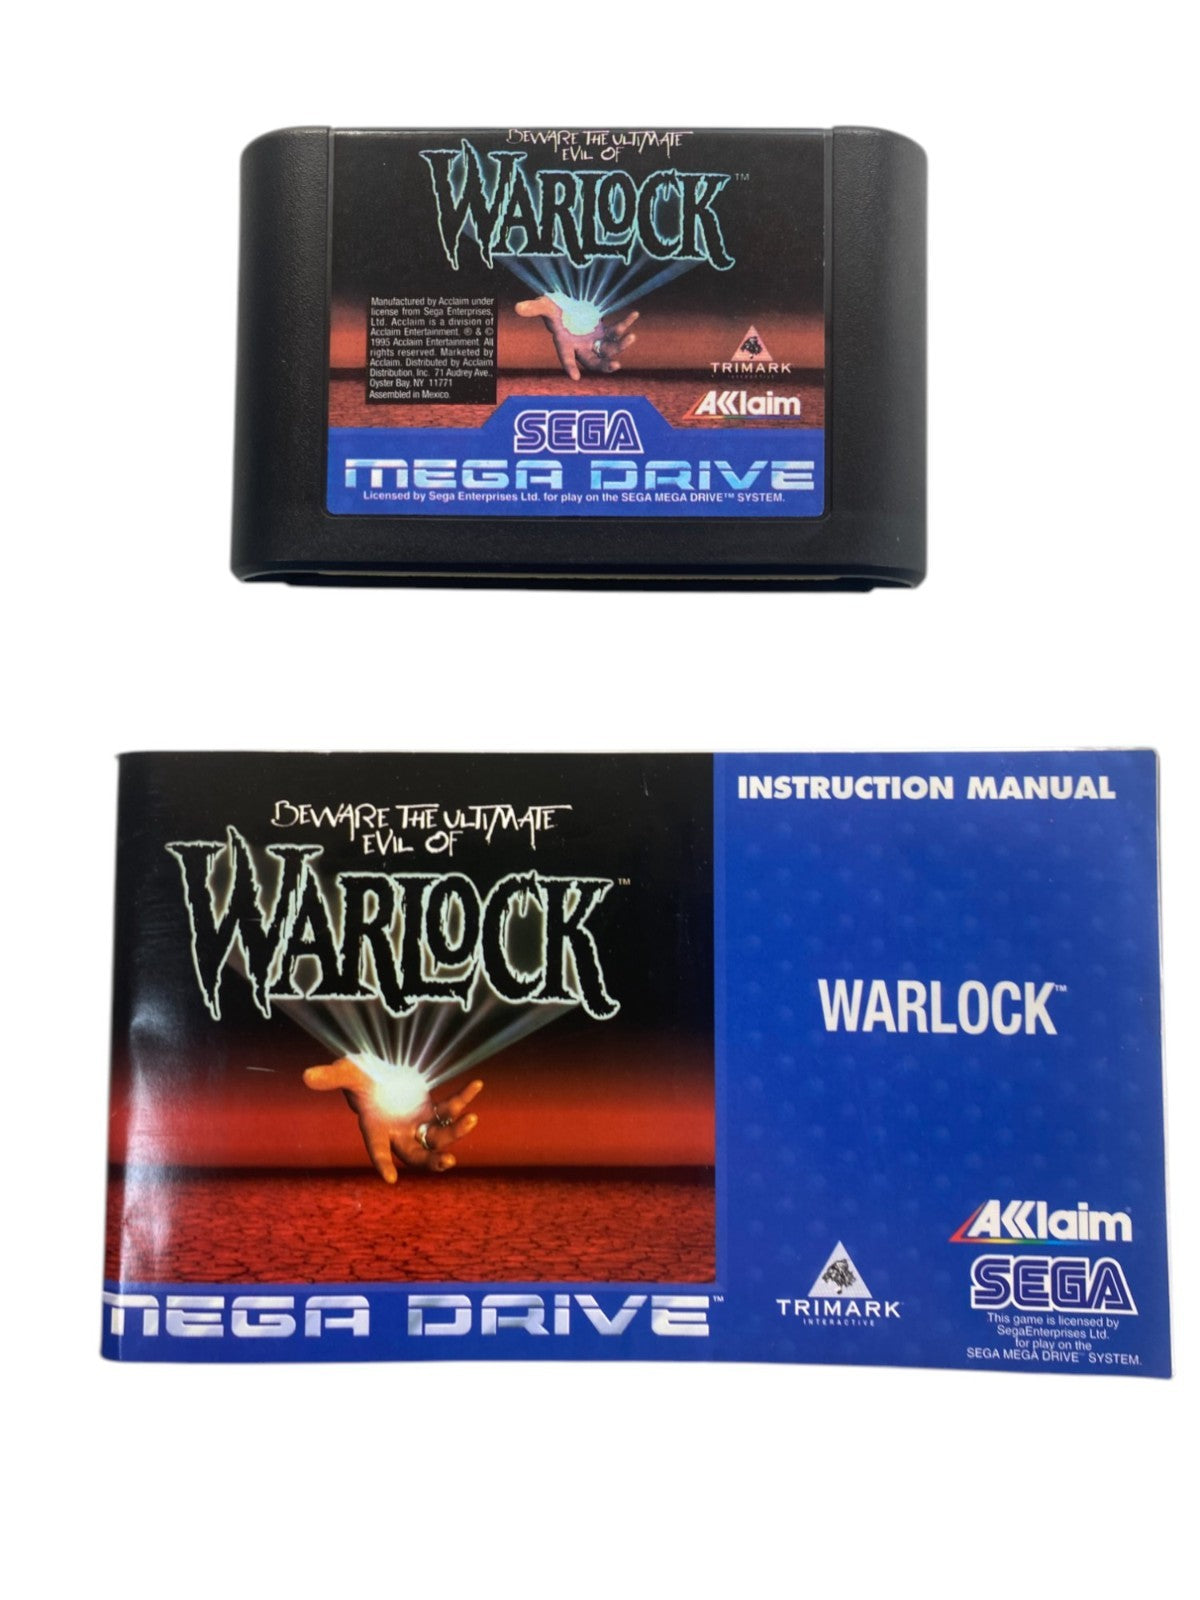 BEWARE THE ULTIMATE
EVIL OF
WARLOCK™
Manufactured by Acclaim under
license from Sega Enterprises,
Ltd. Acclaim is a division of
Acclaim Entertainment. ® & ©
1995 Acclaim Entertainment. All
rights reserved. Marketed by
Acclaim. Distributed by Acclaim
Distribution, Inc. 71 Audrey Ave.,
Oyster Bay, NY 11771
Assembled in Mexico.
TRIMARK
INTERACTIVE
AKKlaim
SEGA
MEGA DRIVE
Licensed by Sega Enterprises Ltd. for play on the SEGA MEGA DRIVE™ SYSTEM.
BEWARE THE ULTIMATE
EVIL OF
WARLOCK™
MEGA DRIVE™
INSTRUCTION MANUAL
WARLOCK™
TRIMARK
INTERACTIVE
AKKlaim
SEGA
This game is licensed by
SegaEnterprises Ltd.
for play on the
SEGA MEGA DRIVE™ SYSTEM.